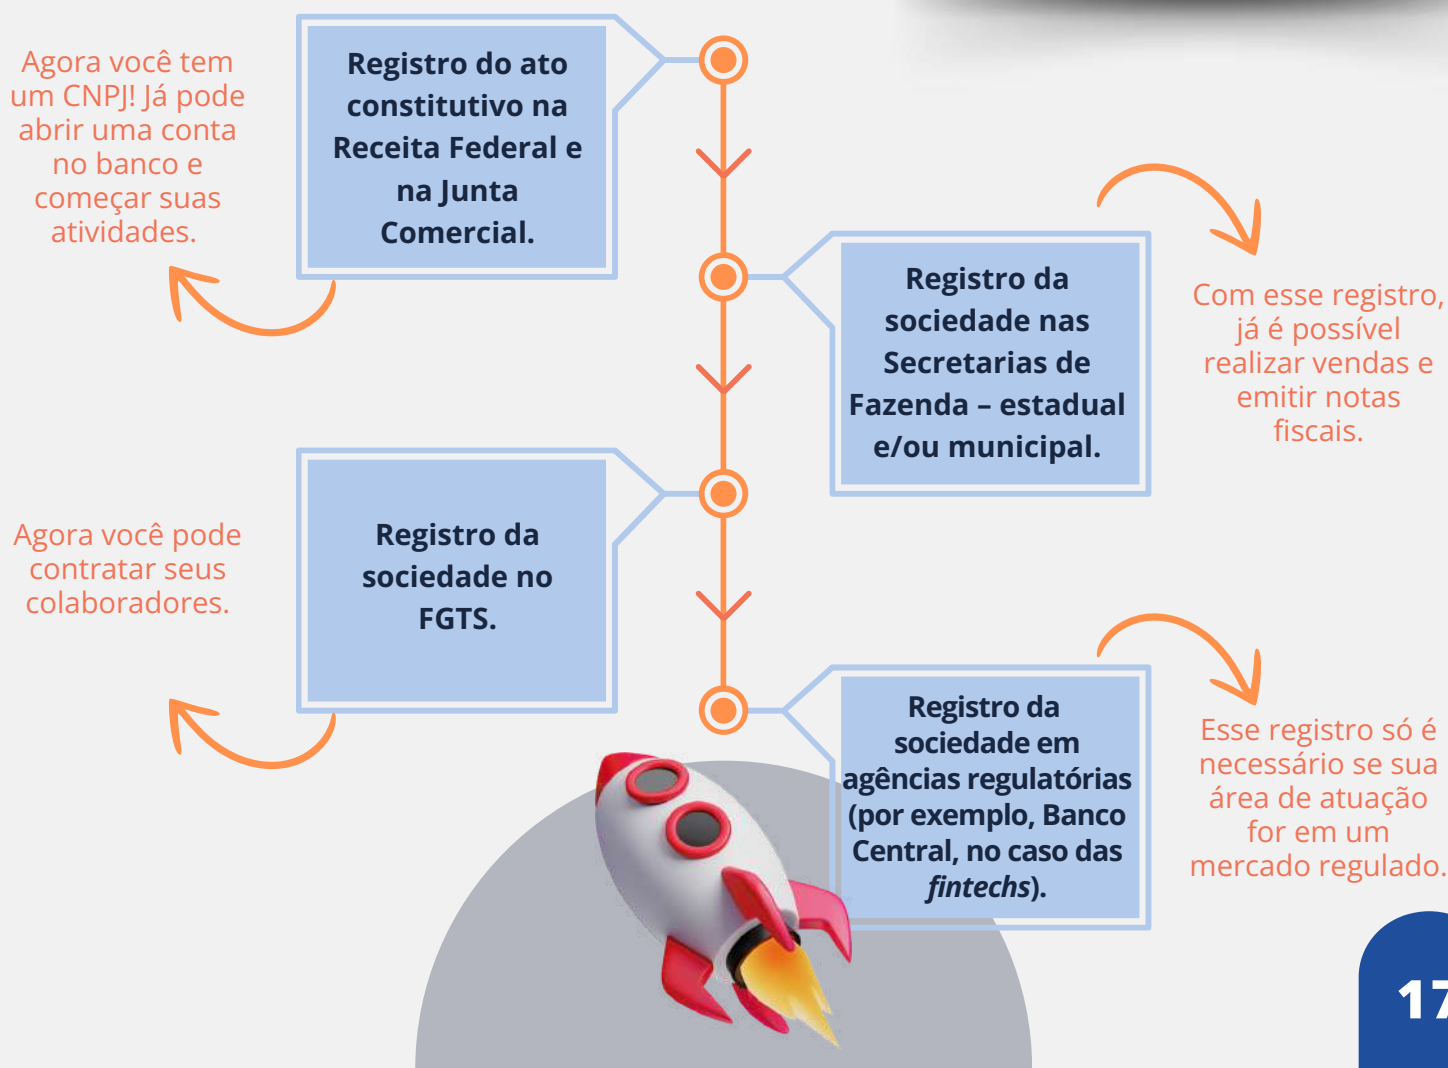 Agora você tem
um CNPJ! Já pode
abrir uma conta
no banco e
começar suas
atividades.
Registro do ato
constitutivo na
Receita Federal e
na Junta
Comercial.
Registro da
sociedade nas
Secretarias de
Fazenda – estadual
e/ou municipal.
Com esse registro,
já é possível
realizar vendas e
emitir notas
fiscais.
Agora você pode
contratar seus
colaboradores.
Registro da
sociedade no
FGTS.
Registro da
sociedade em
agências regulatórias
(por exemplo, Banco
Central, no caso das
fintechs).
Esse registro só é
necessário se sua
área de atuação
for em um
mercado regulado.
17